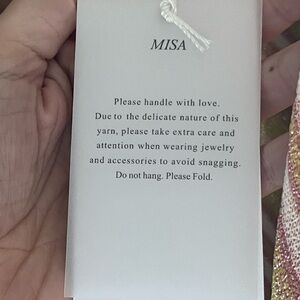 MISA
Please handle with love.
Due to the delicate nature of this
yarn, please take extra care and
attention when wearing jewelry
and accessories to avoid snagging.
Do not hang. Please Fold.